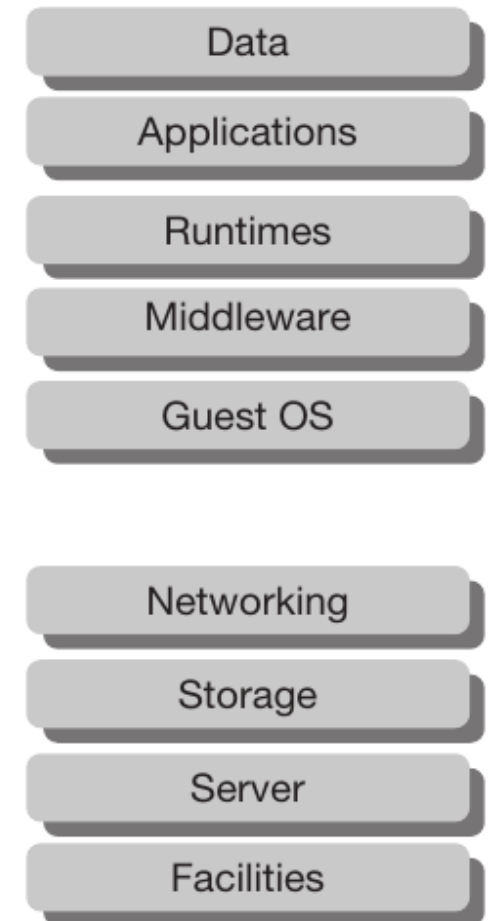 Data
Applications
Runtimes
Middleware
Guest OS
Networking
Storage
Server
Facilities